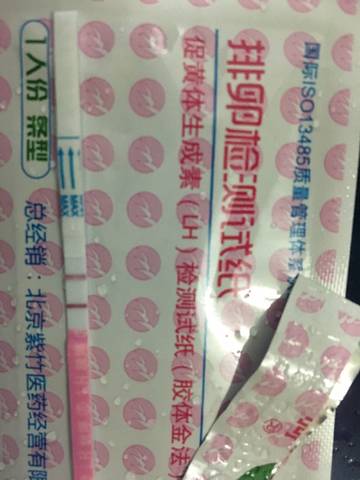 国际ISO13485质量管理体系
排卵检测试纸
促黄体生成素(LH)检测试纸(胶体金法)
1人份 条型
MAX
MAX
总经销:北京紫竹医药经营有限